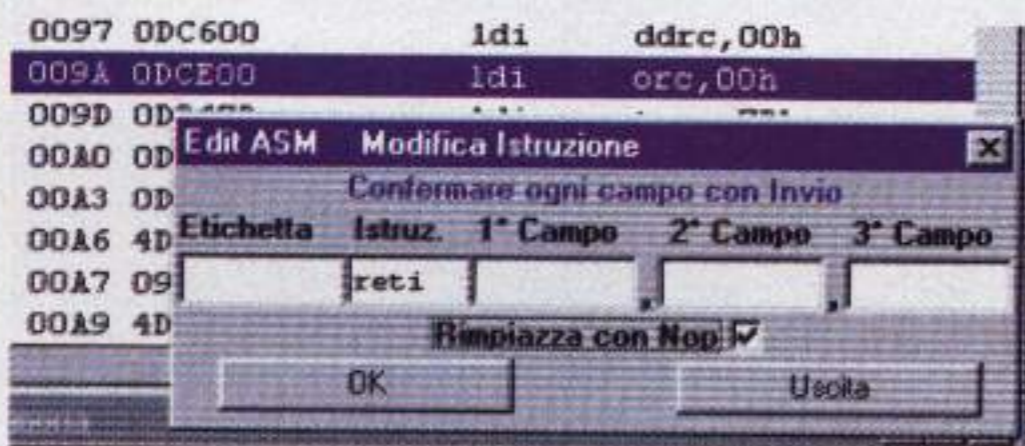 0097 0DC600 ldi ddrc,00h
009A 0DCE00 ldi orc,00h
009D
00A0 0D
00A3 0D
00A6 4D
00A7 09
00A9 4D
Edit ASM Modifica Istruzione
Confermare ogni campo con Invio
Etichetta Istruz. 1° Campo 2° Campo 3° Campo
reti , ,
Rimpiazza con Nop
OK Uscita